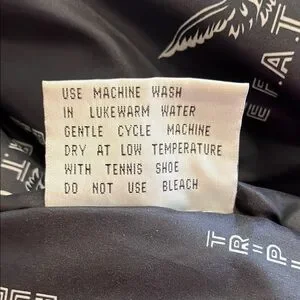 USE MACHINE WASH
IN LUKEWARM WATER
GENTLE CYCLE MACHINE
DRY AT LOW TEMPERATURE
WITH TENNIS SHOE
DO NOT USE BLEACH